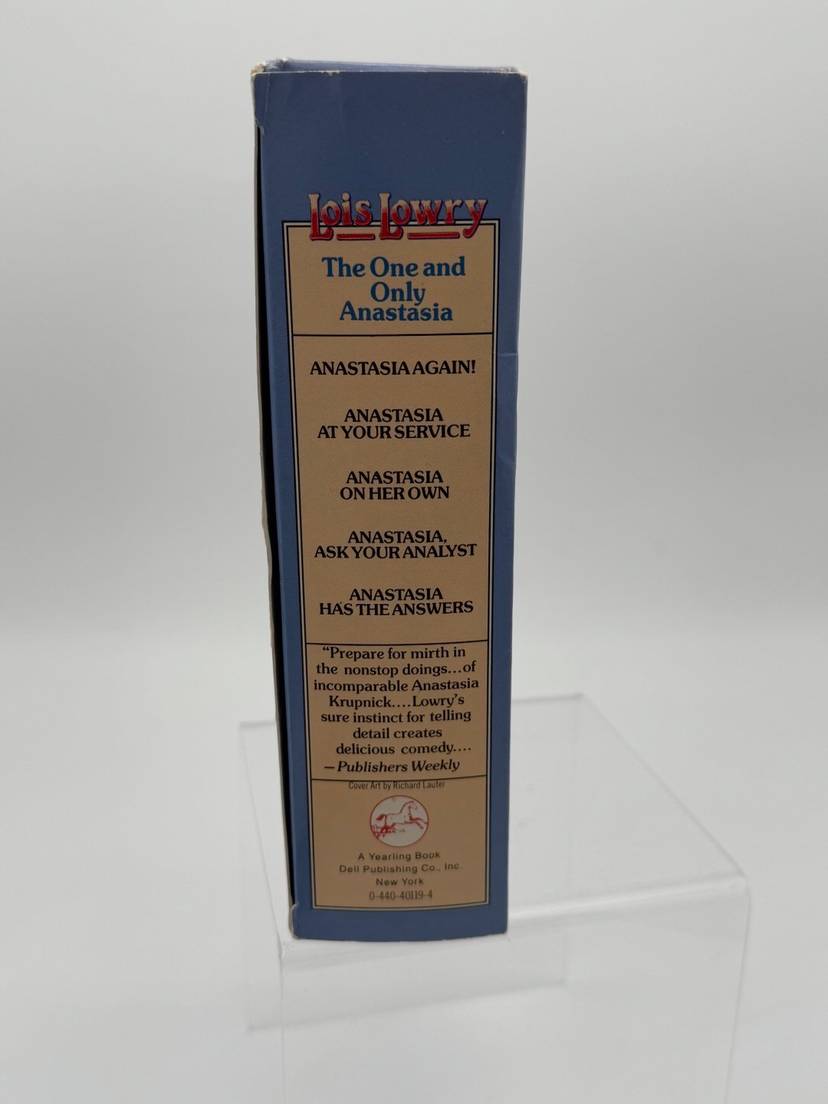 Lois Lowry
The One and
Only
Anastasia
ANASTASIA AGAIN!
ANASTASIA
AT YOUR SERVICE
ANASTASIA
ON HER OWN
ANASTASIA,
ASK YOUR ANALYST
ANASTASIA
HAS THE ANSWERS
“Prepare for mirth in
the nonstop doings...of
incomparable Anastasia
Krupnick....Lowry’s
sure instinct for telling
detail creates
delicious comedy....
—Publishers Weekly
Cover Art by Richard Lauter
A Yearling Book
Dell Publishing Co., Inc.
New York
0-440-40119-4